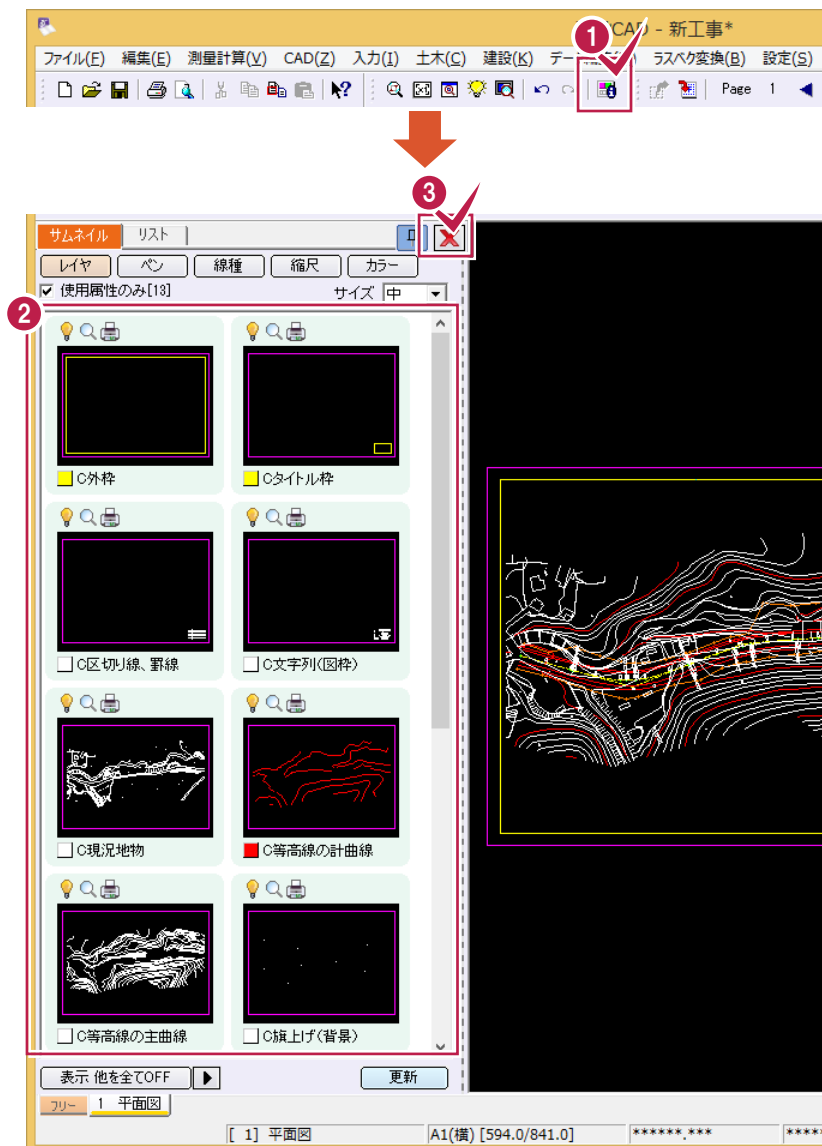 CAD - 新工事*
1
ファイル(F) 編集(E) 測量計算(V) CAD(Z) 入力(I) 土木(C) 建設(K) デー ラスベク変換(B) 設定(S)
Page 1
3
サムネイル リスト
レイヤ ペン 線種 縮尺 カラー
使用属性のみ[13] サイズ 中
2
C外枠 Cタイトル枠
C区切り線、罫線 C文字列(図枠)
C現況地物 C等高線の計曲線
C等高線の主曲線 C旗上げ(背景)
表示 他を全てOFF 更新
フリー 1 平面図
[ 1] 平面図 A1(横) [594.0/841.0] ******.*** ****